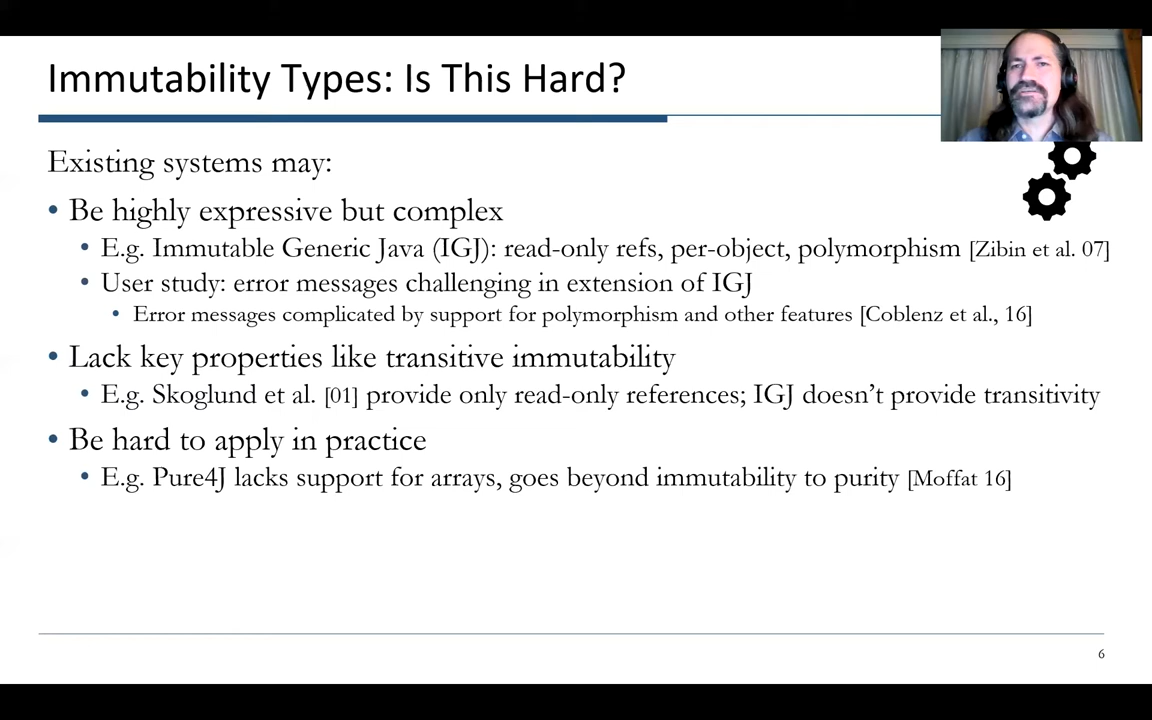 Immutability Types: Is This Hard?
Existing systems may:
• Be highly expressive but complex
• E.g. Immutable Generic Java (IGJ): read-only refs, per-object, polymorphism [Zibin et al. 07]
• User study: error messages challenging in extension of IGJ
• Error messages complicated by support for polymorphism and other features [Coblenz et al., 16]
• Lack key properties like transitive immutability
• E.g. Skoglund et al. [01] provide only read-only references; IGJ doesn’t provide transitivity
• Be hard to apply in practice
• E.g. Pure4J lacks support for arrays, goes beyond immutability to purity [Moffat 16]
6